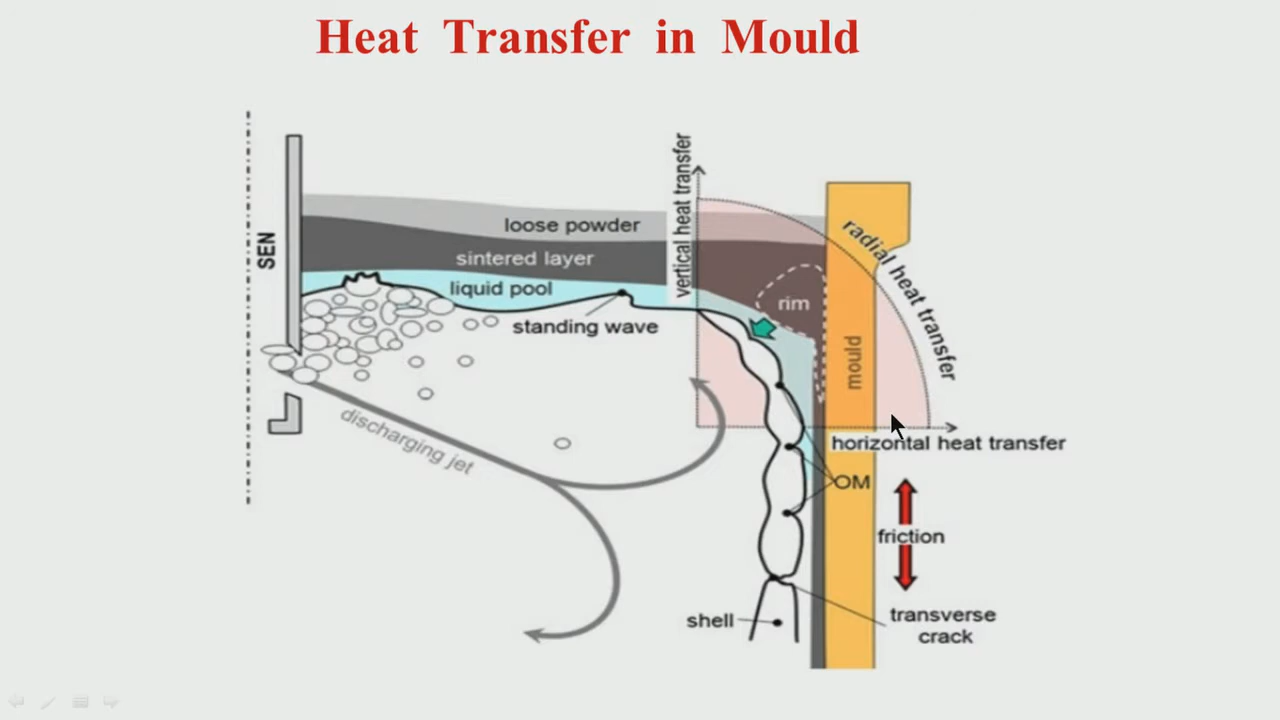 Heat Transfer in Mould
vertical heat transfer
SEN
loose powder
sintered layer
liquid pool
standing wave
rim
radial heat transfer
mould
discharging jet
horizontal heat transfer
OM
friction
shell
transverse
crack